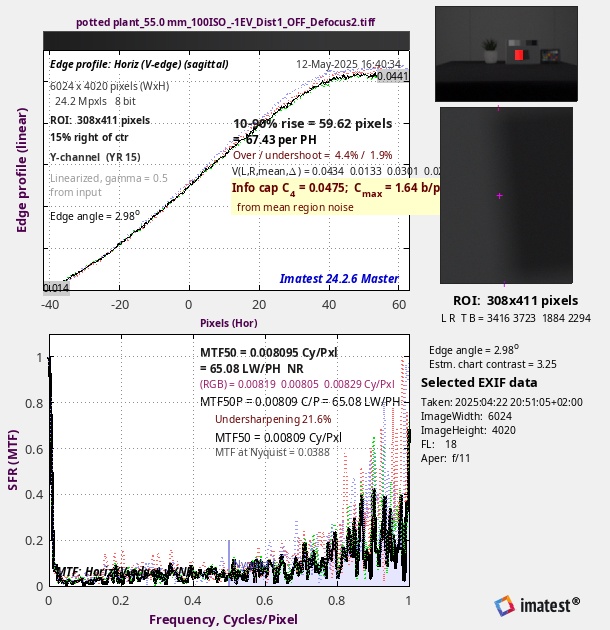 potted plant_55.0 mm_100ISO_-1EV_Dist1_OFF_Defocus2.tiff
Edge profile: Horiz (V-edge) (sagittal)
12-May-2025 16:40:34
0.0441
6024 x 4020 pixels (WxH)
24.2 Mpxls   8 bit
ROI:  308x411 pixels
15% right of ctr
Y-channel  (YR 15)
Linearized, gamma = 0.5
from input
Edge angle = 2.98°
10-90% rise = 59.62 pixels
= 67.43 per PH
Over / undershoot =  4.4% /  1.9%
V(L,R,mean,Δ) = 0.0434  0.0133  0.0301  0.02
Info cap C4 = 0.0475;  Cmax = 1.64 b/p
from mean region noise
Imatest 24.2.6 Master
0.014
Edge profile (linear)
-40
-20
0
20
40
60
Pixels (Hor)
ROI:  308x411 pixels
L R  T B = 3416 3723  1884 2294
Edge angle = 2.98°
Estm. chart contrast = 3.25
Selected EXIF data
Taken: 2025:04:22 20:51:05+02:00
ImageWidth:  6024
ImageHeight:  4020
FL:   18
Aper:  f/11
MTF50 = 0.008095 Cy/Pxl
= 65.08 LW/PH  NR
(RGB) = 0.00819  0.00805  0.00829 Cy/Pxl
MTF50P = 0.00809 C/P = 65.08 LW/PH
Undersharpening 21.6%
MTF50 = 0.00809 Cy/Pxl
MTF at Nyquist = 0.0388
SFR (MTF)
1
0.8
0.6
0.4
0.2
0
MTF: Horiz
0
0.2
0.4
0.6
0.8
1
Frequency, Cycles/Pixel
imatest®